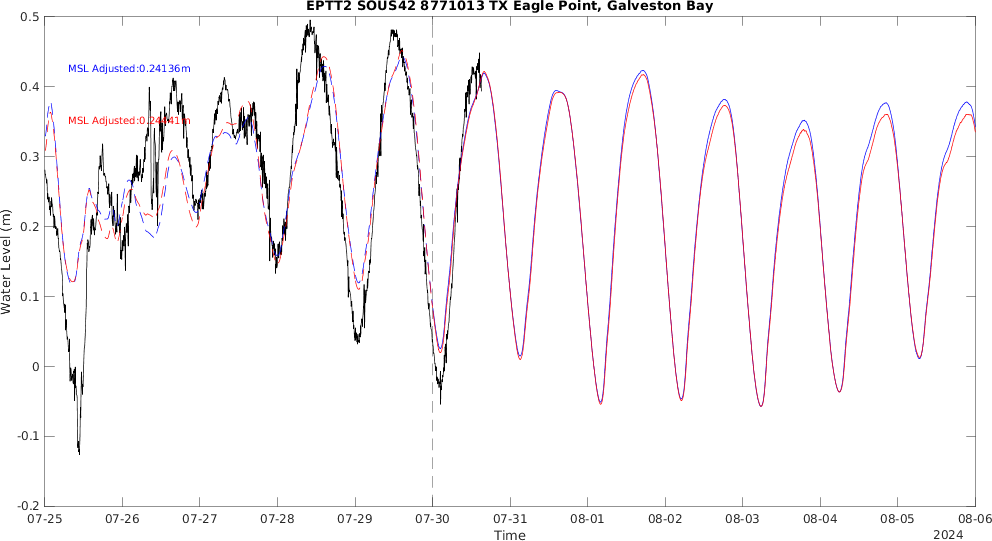 EPTT2 SOUS42 8771013 TX Eagle Point, Galveston Bay
0.5
0.4
0.3
0.2
0.1
0
-0.1
-0.2
Water Level (m)
MSL Adjusted:0.24136m
MSL Adjusted:
07-25 07-26 07-27 07-28 07-29 07-30 07-31 08-01 08-02 08-03 08-04 08-05 08-06
Time
2024